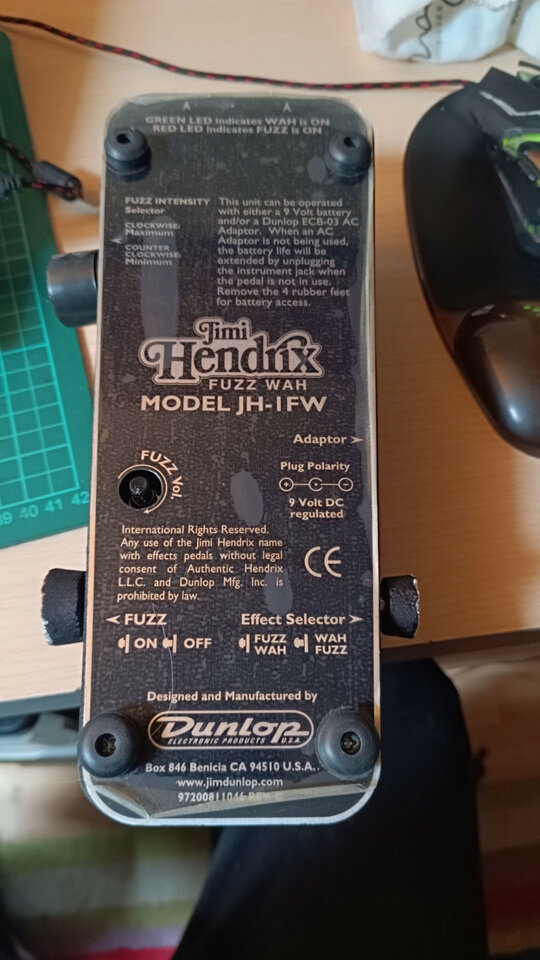 GREEN LED indicates WAH is ON
RED LED indicates FUZZ is ON
FUZZ INTENSITY
Selector
CLOCKWISE:
Maximum
COUNTER
CLOCKWISE:
Minimum
This unit can be operated
with either a 9 Volt battery
and/or a Dunlop ECB-03 AC
Adaptor. When an AC
Adaptor is not being used,
the battery life will be
extended by unplugging
the instrument jack when
the pedal is not in use.
Remove the 4 rubber feet
for battery access.
Jimi
Hendrix
FUZZ WAH
MODEL JH-1FW
Adaptor
FUZZ Vol
Plug Polarity
9 Volt DC
regulated
International Rights Reserved.
Any use of the Jimi Hendrix name
with effects pedals without legal
consent of Authentic Hendrix
L.L.C. and Dunlop Mfg. Inc. is
prohibited by law.
CE
FUZZ
ON OFF
Effect Selector
FUZZ WAH
WAH FUZZ
Designed and Manufactured by
Dunlop
ELECTRONIC PRODUCTS U.S.A.
Box 846 Benicia CA 94510 U.S.A.
www.jimdunlop.com
97200811046 REV C
39 40 41 42